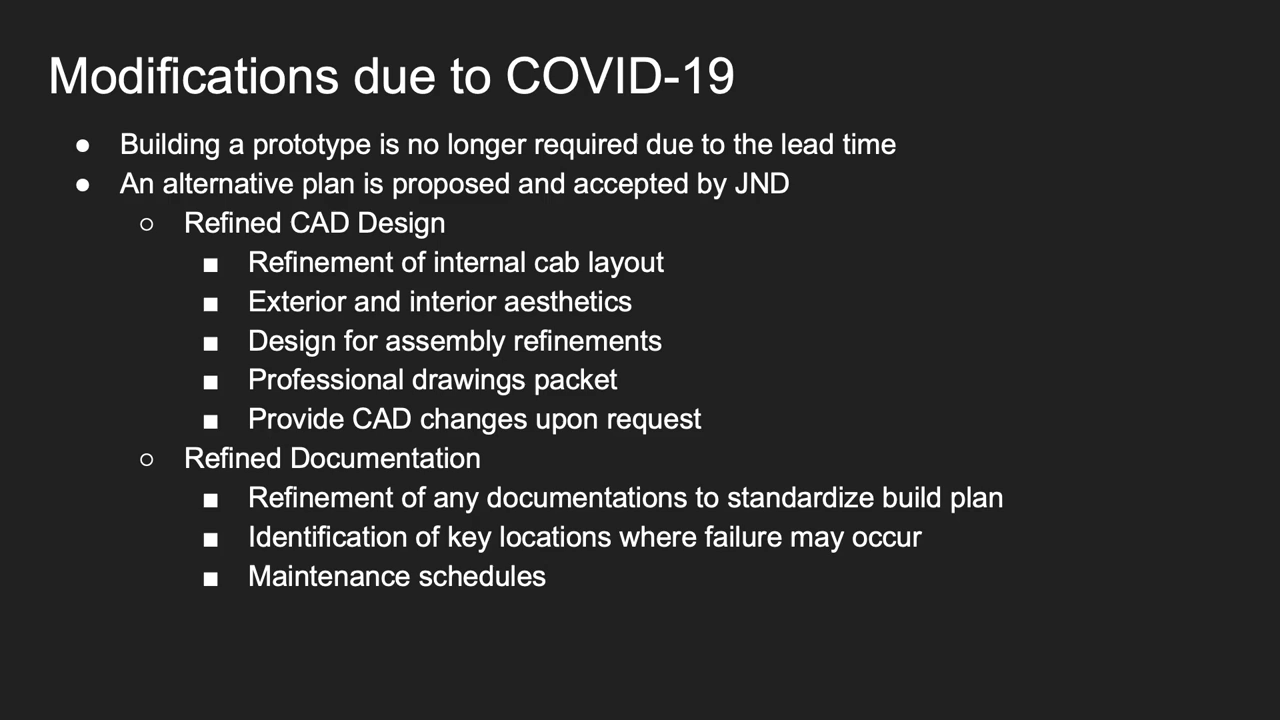 Modifications due to COVID-19
● Building a prototype is no longer required due to the lead time
● An alternative plan is proposed and accepted by JND
○ Refined CAD Design
■ Refinement of internal cab layout
■ Exterior and interior aesthetics
■ Design for assembly refinements
■ Professional drawings packet
■ Provide CAD changes upon request
○ Refined Documentation
■ Refinement of any documentations to standardize build plan
■ Identification of key locations where failure may occur
■ Maintenance schedules